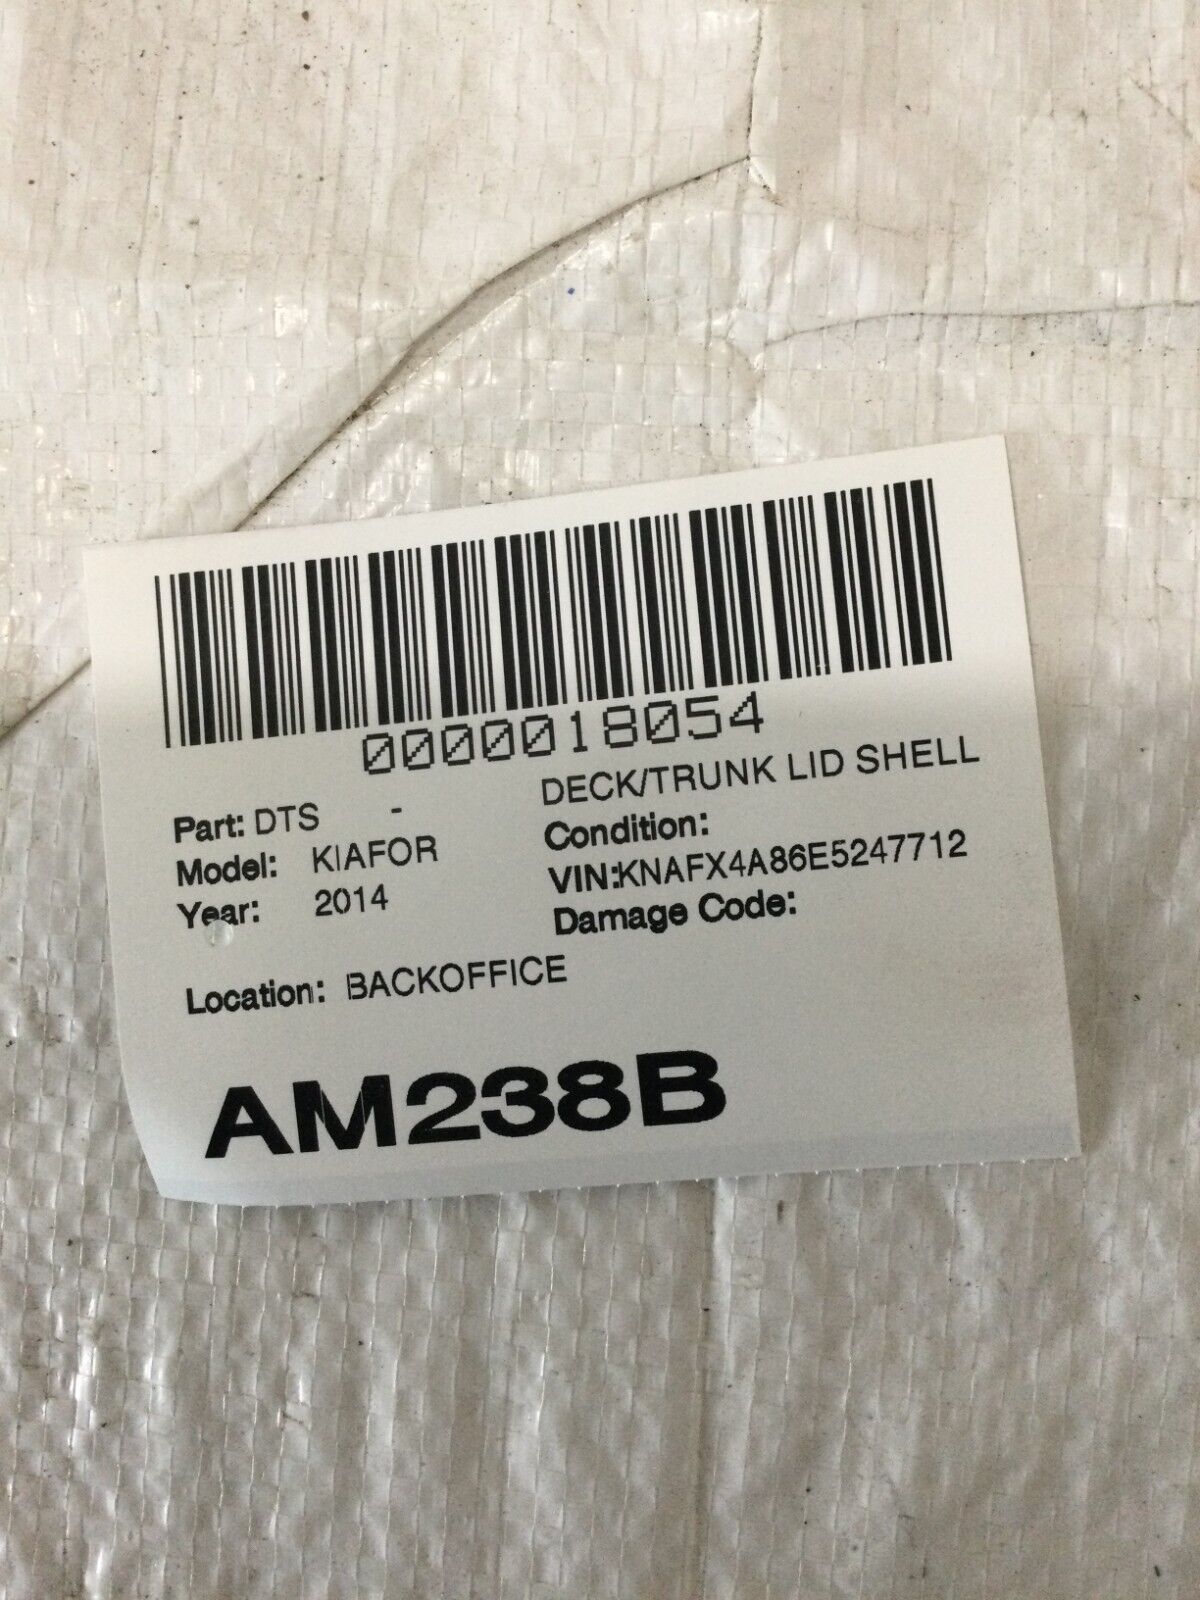 0000018054
Part: DTS - DECK/TRUNK LID SHELL
Model: KIAFOR Condition:
Year: 2014 VIN:KNAFX4A86E5247712
Damage Code:
Location: BACKOFFICE
AM238B